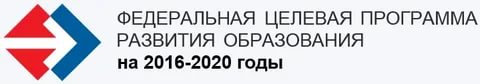 ФЕДЕРАЛЬНАЯ ЦЕЛЕВАЯ ПРОГРАММА
РАЗВИТИЯ ОБРАЗОВАНИЯ
на 2016-2020 годы